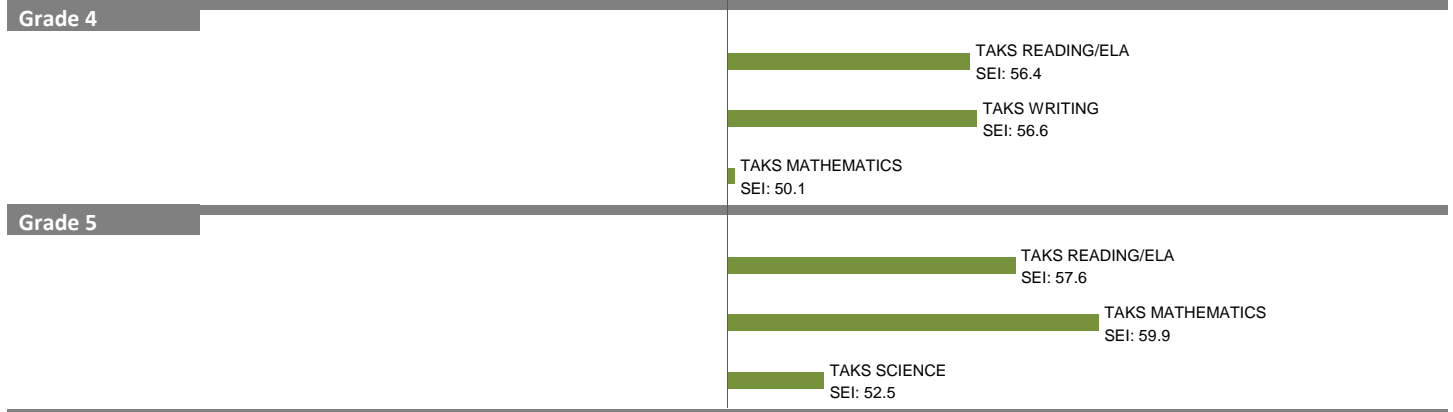 Grade 4
TAKS READING/ELA
SEI: 56.4
TAKS WRITING
SEI: 56.6
TAKS MATHEMATICS
SEI: 50.1
Grade 5
TAKS READING/ELA
SEI: 57.6
TAKS MATHEMATICS
SEI: 59.9
TAKS SCIENCE
SEI: 52.5